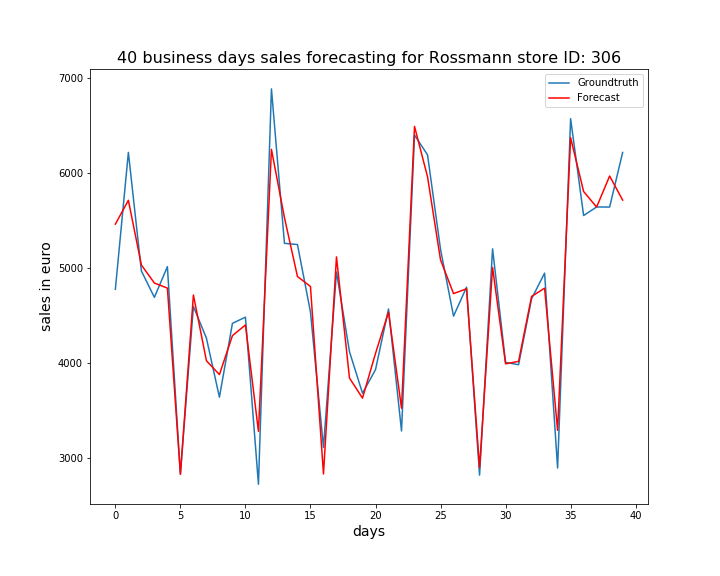 40 business days sales forecasting for Rossmann store ID: 306
Groundtruth
Forecast
7000
6000
5000
4000
3000
sales in euro
0 5 10 15 20 25 30 35 40
days